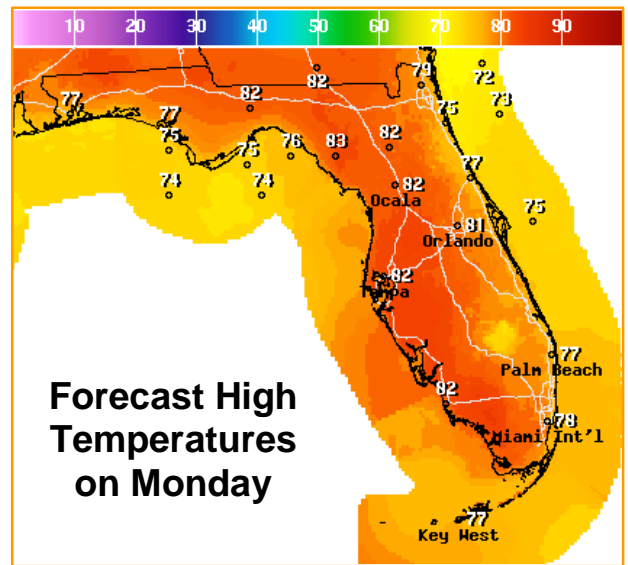 10 20 30 40 50 60 70 80 90
79
72
82
73
77
82
75
77
82
75
76
83
75
77
74
74
82
Ocala
75
81
Orlando
82
Tampa
77
Palm Beach
82
Forecast High
Temperatures
on Monday
78
Miami Int'l
77
Key West